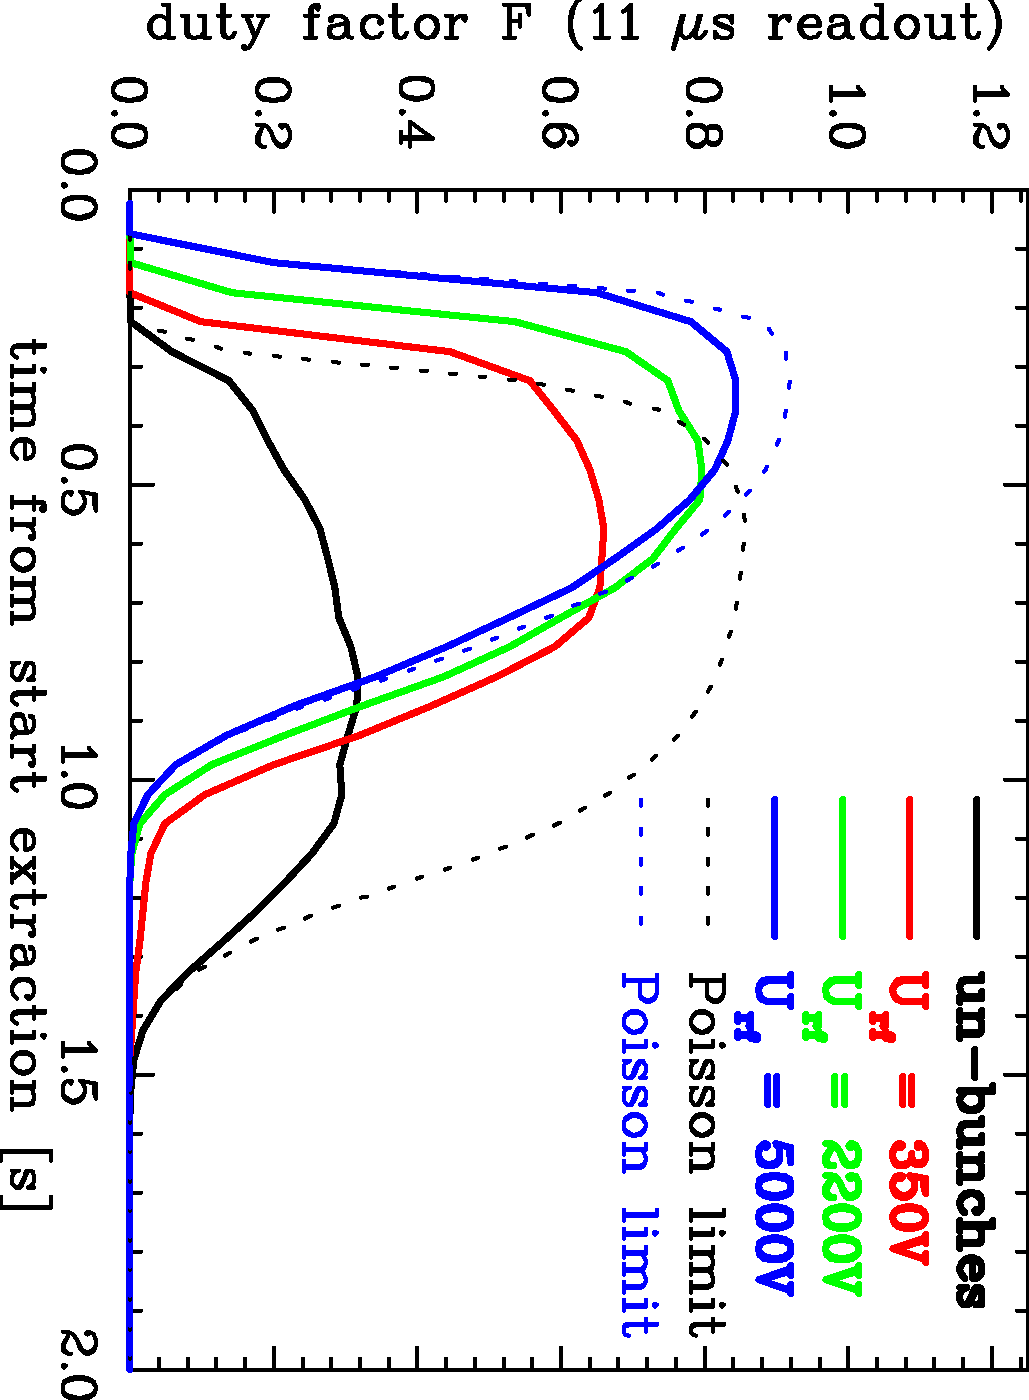 duty factor F (11 μs readout)
1.2
1.0
0.8
0.6
0.4
0.2
0.0
0.0
0.5
1.0
1.5
2.0
time from start extraction [s]
un-bunches
U_rf = 350V
U_rf = 2200V
U_rf = 5000V
Poisson limit
Poisson limit